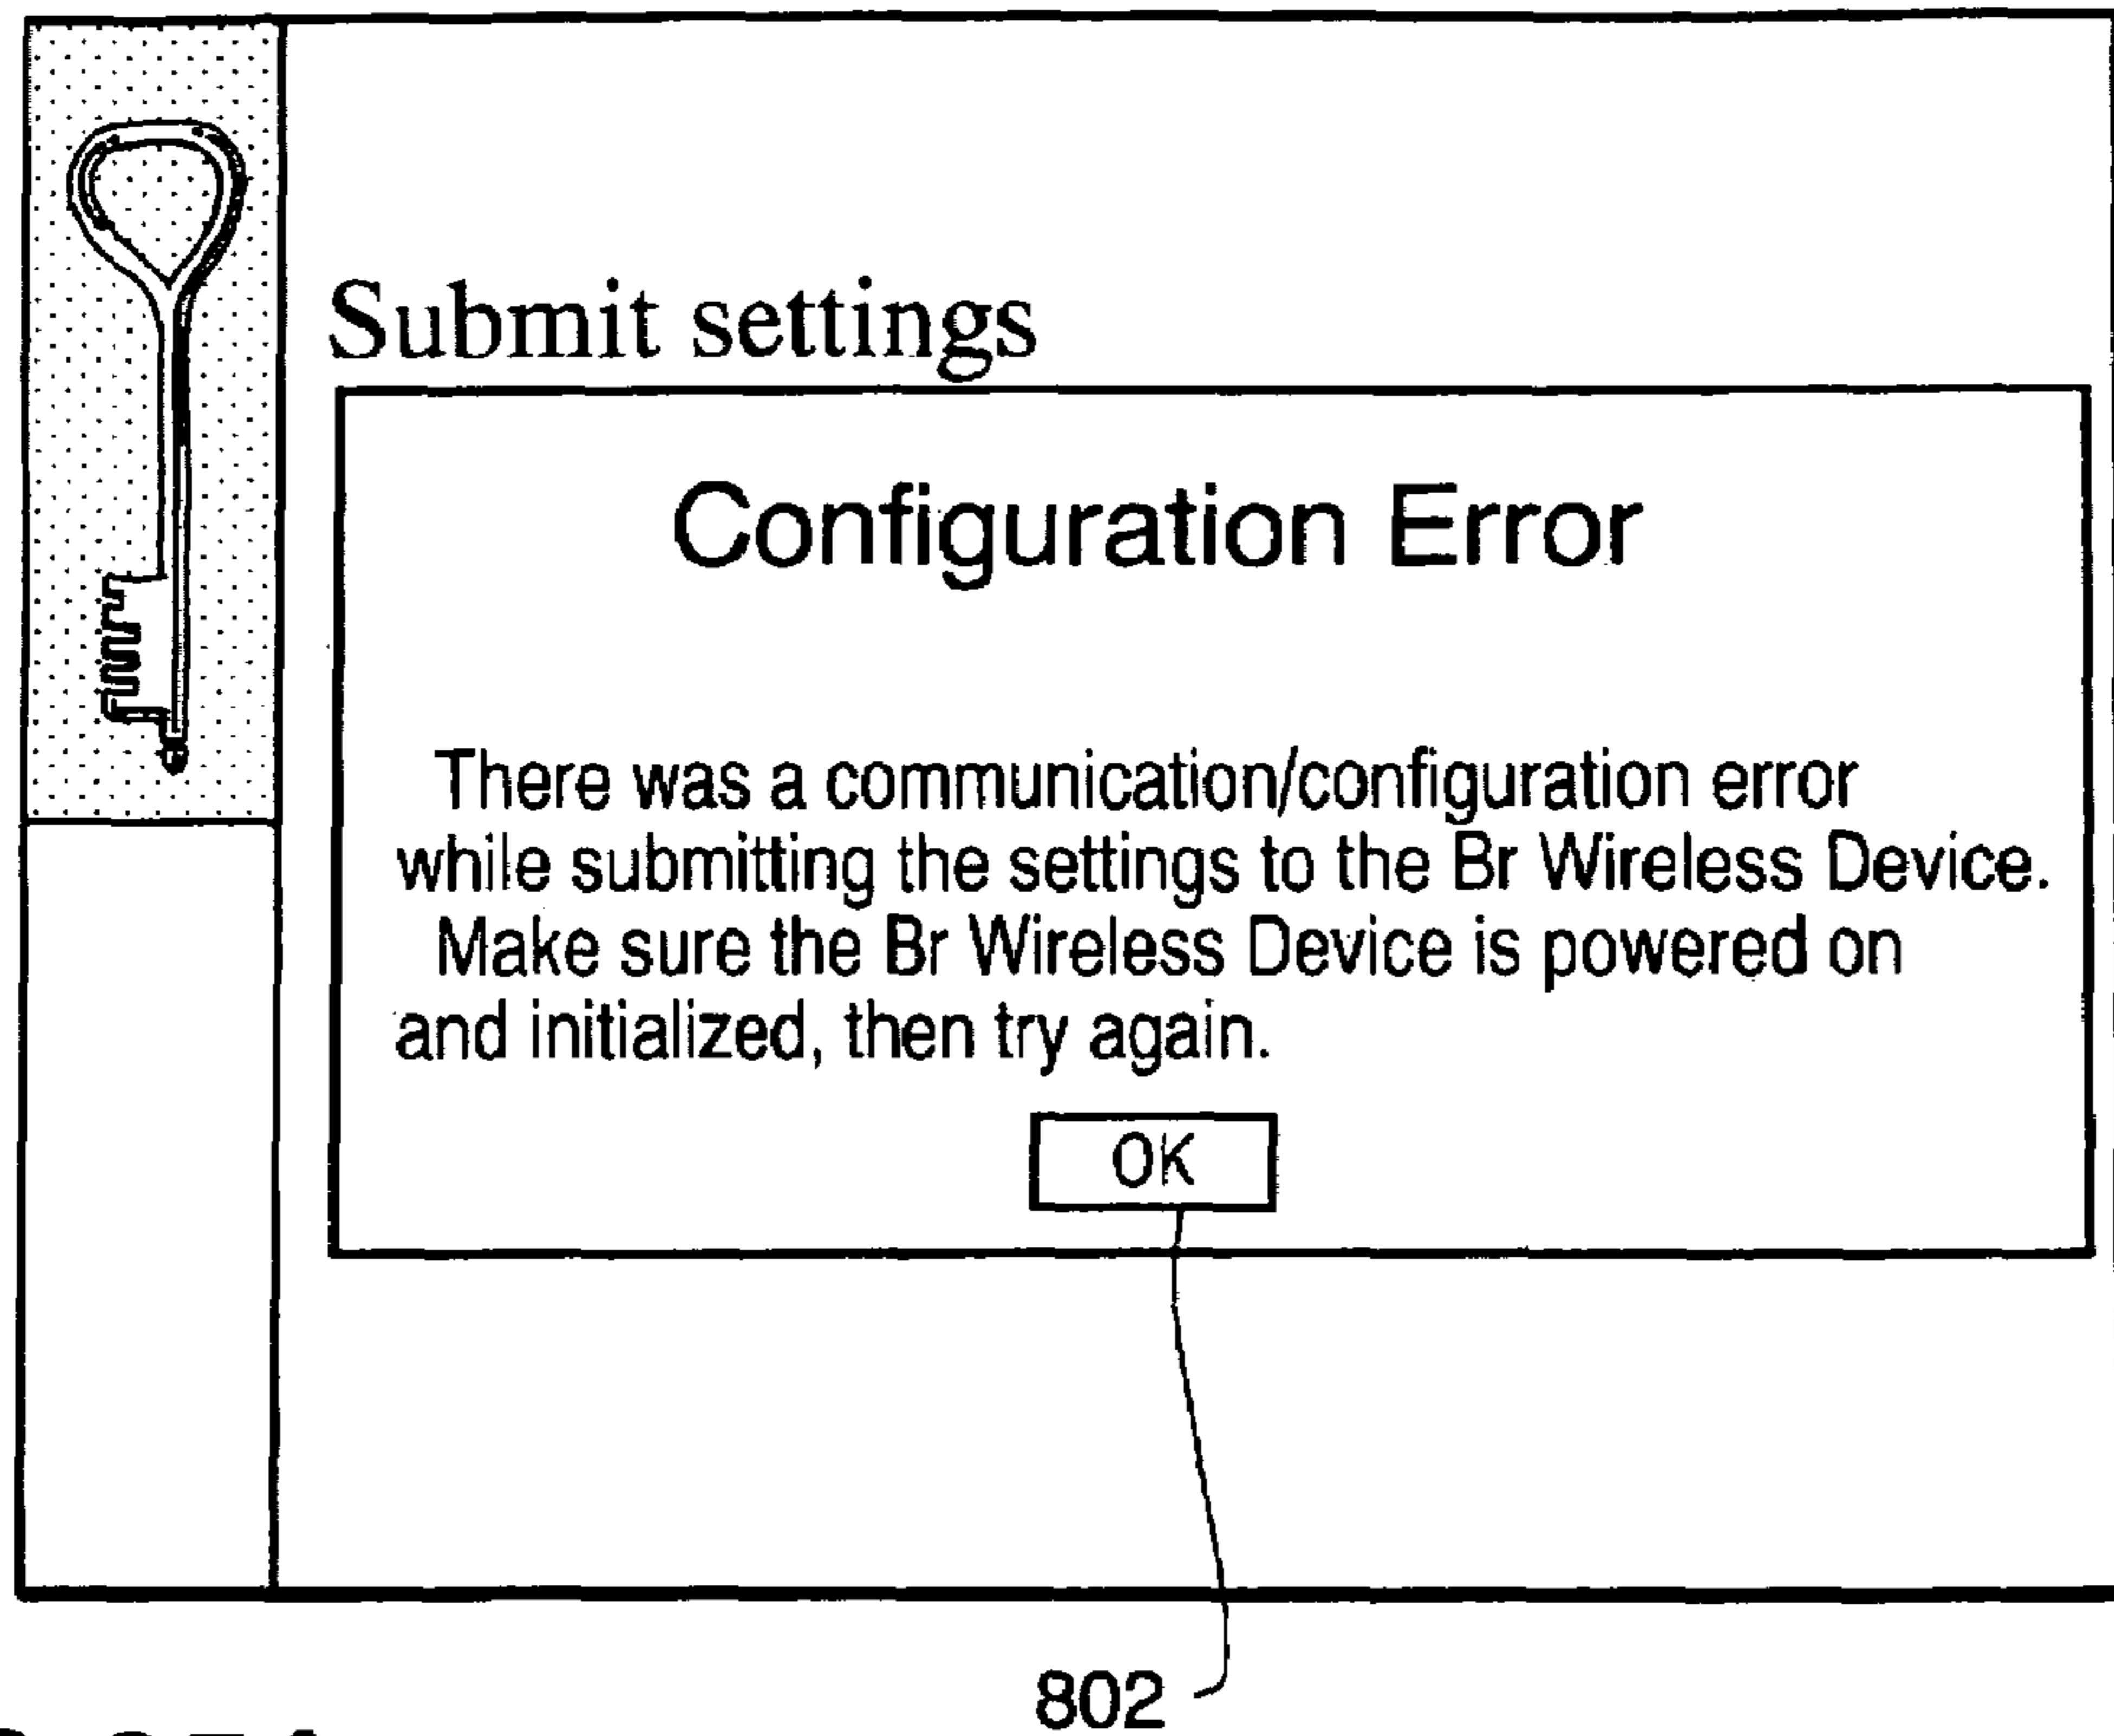 Submit settings
Configuration Error
There was a communication/configuration error
while submitting the settings to the Br Wireless Device.
Make sure the Br Wireless Device is powered on
and initialized, then try again.
OK
802